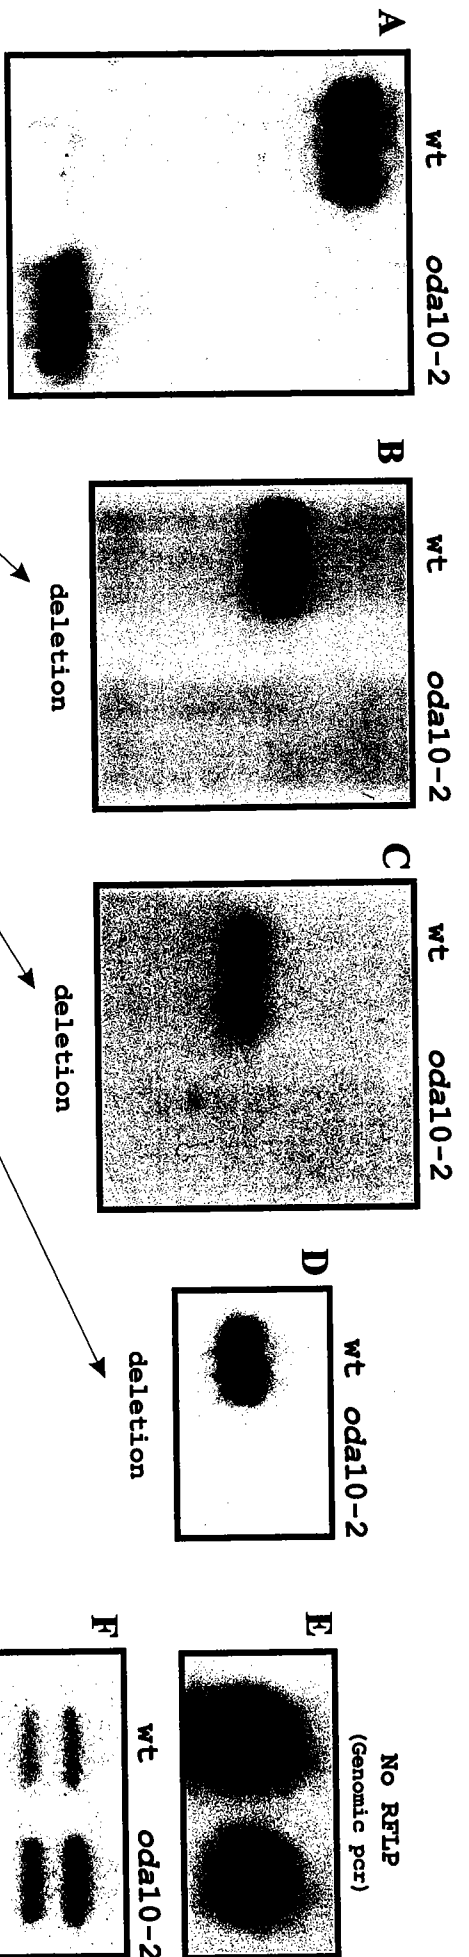 A
wt oda10-2
B
wt oda10-2
deletion
C
wt oda10-2
deletion
D
wt oda10-2
deletion
E
No RFLP
(Genomic pcr)
F
wt oda10-2